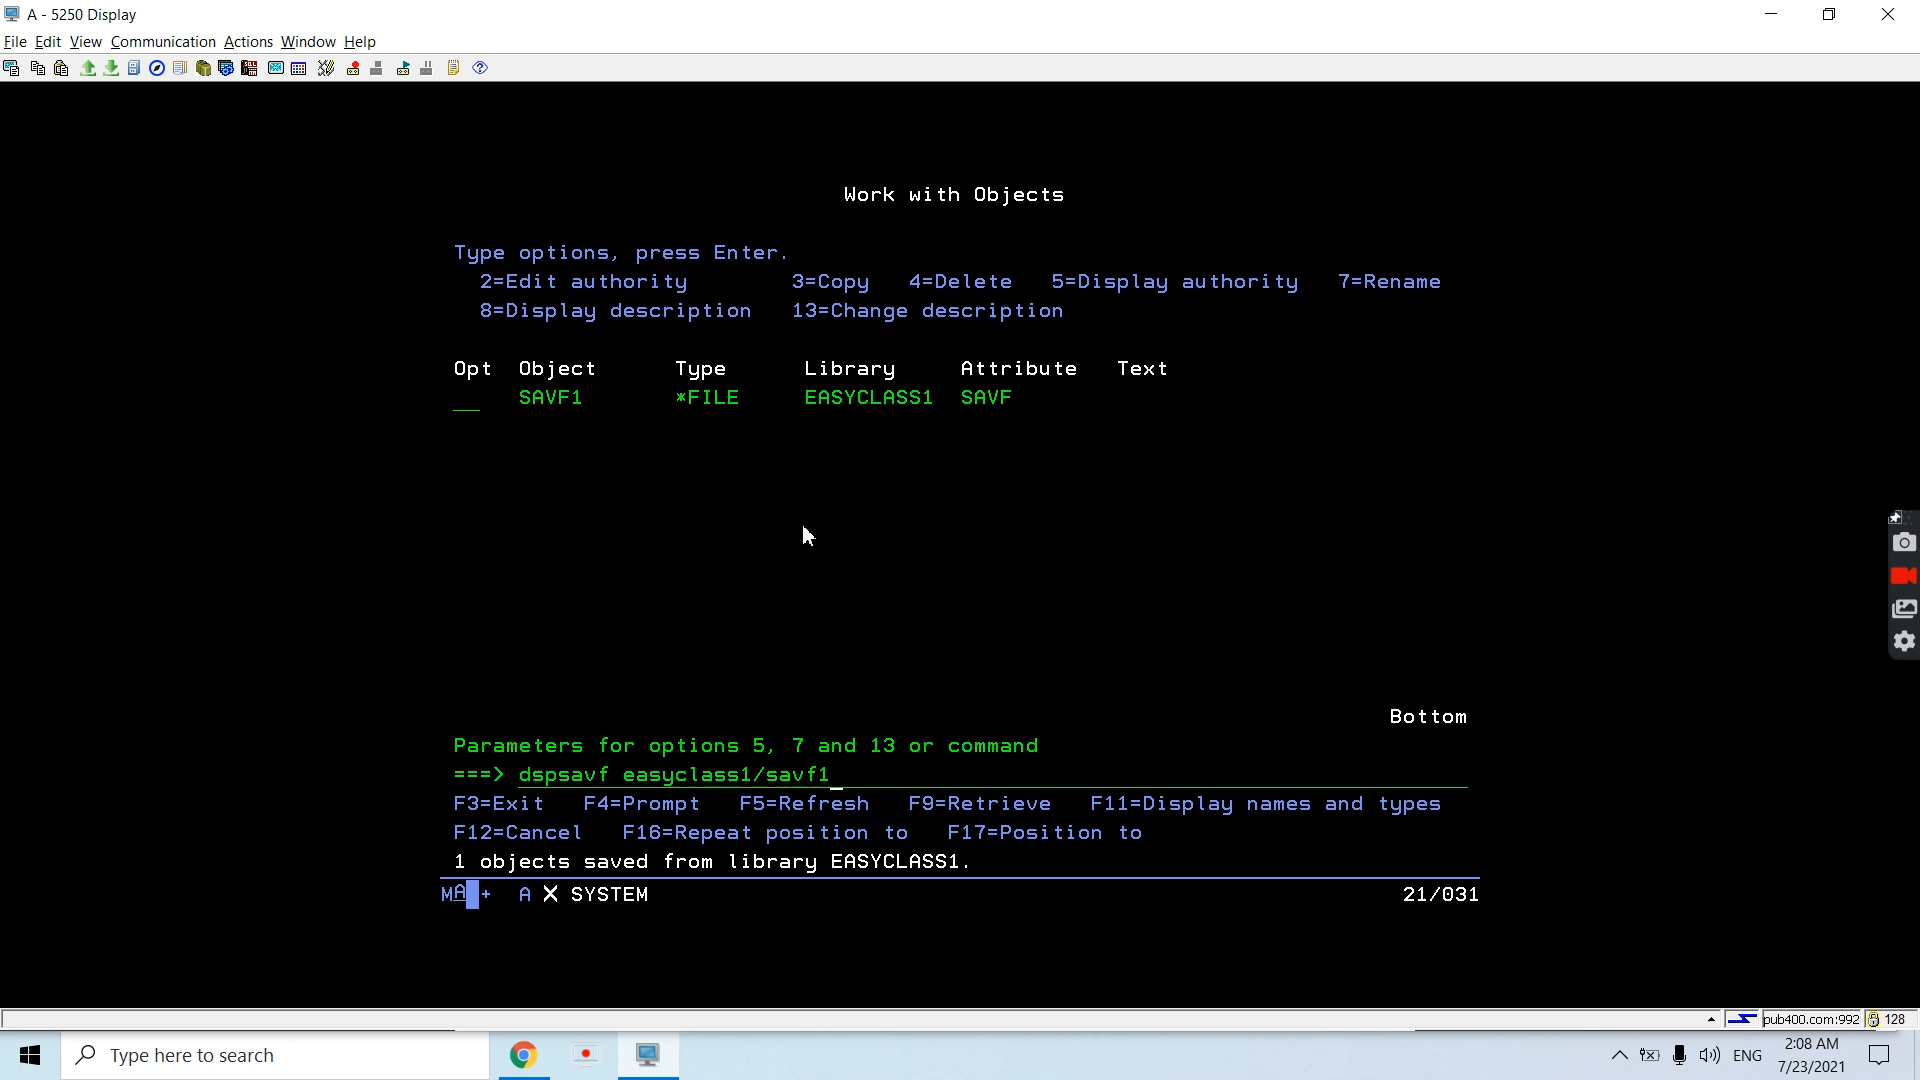 A - 5250 Display
File Edit View Communication Actions Window Help
Work with Objects
Type options, press Enter.
2=Edit authority 3=Copy 4=Delete 5=Display authority 7=Rename
8=Display description 13=Change description
Opt Object Type Library Attribute Text
SAVF1 *FILE EASYCLASS1 SAVF
Bottom
Parameters for options 5, 7 and 13 or command
===> dspsavf easyclass1/savf1
F3=Exit F4=Prompt F5=Refresh F9=Retrieve F11=Display names and types
F12=Cancel F16=Repeat position to F17=Position to
1 objects saved from library EASYCLASS1.
MA + A X SYSTEM 21/031
pub400.com:992 128
Type here to search
ENG
2:08 AM
7/23/2021